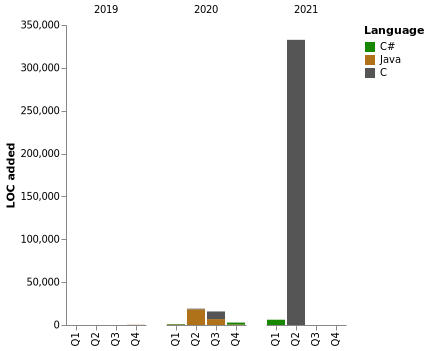 2019 2020 2021
Language
C#
Java
C
LOC added
350,000
300,000
250,000
200,000
150,000
100,000
50,000
0
Q1 Q2 Q3 Q4 Q1 Q2 Q3 Q4 Q1 Q2 Q3 Q4